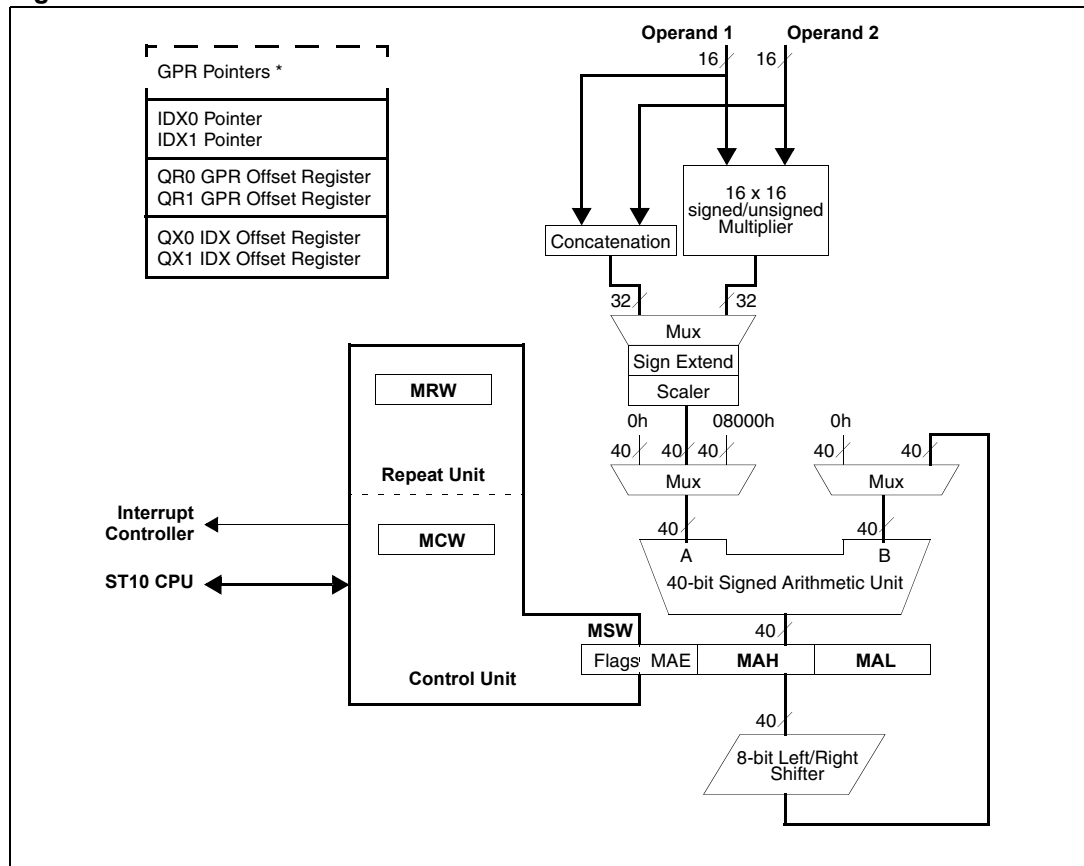 Operand 1
Operand 2
16
16
GPR Pointers *
IDX0 Pointer
IDX1 Pointer
QR0 GPR Offset Register
QR1 GPR Offset Register
QX0 IDX Offset Register
QX1 IDX Offset Register
16 x 16
signed/unsigned
Multiplier
Concatenation
32
32
Mux
Sign Extend
Scaler
MRW
Repeat Unit
0h
08000h
0h
40
40
40
40
40
Mux
Mux
Interrupt
Controller
MCW
40
40
A
B
40-bit Signed Arithmetic Unit
ST10 CPU
MSW
40
Flags
MAE
MAH
MAL
Control Unit
40
8-bit Left/Right
Shifter